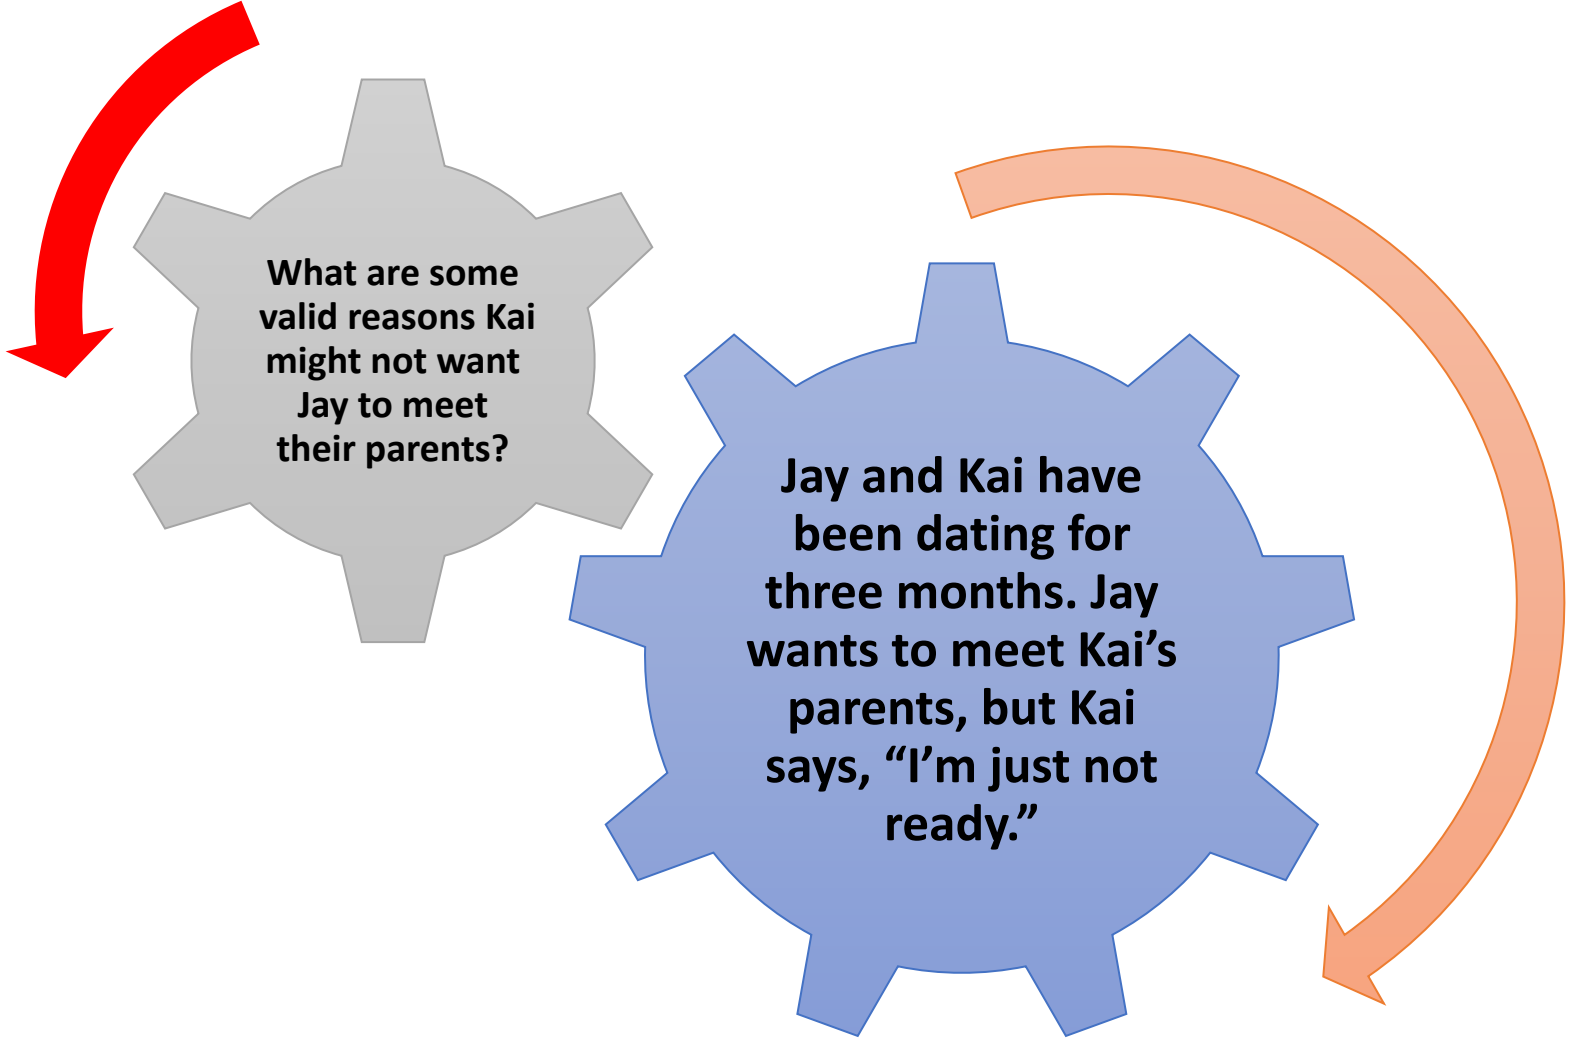 What are some
valid reasons Kai
might not want
Jay to meet
their parents?
Jay and Kai have
been dating for
three months. Jay
wants to meet Kai’s
parents, but Kai
says, “I’m just not
ready.”